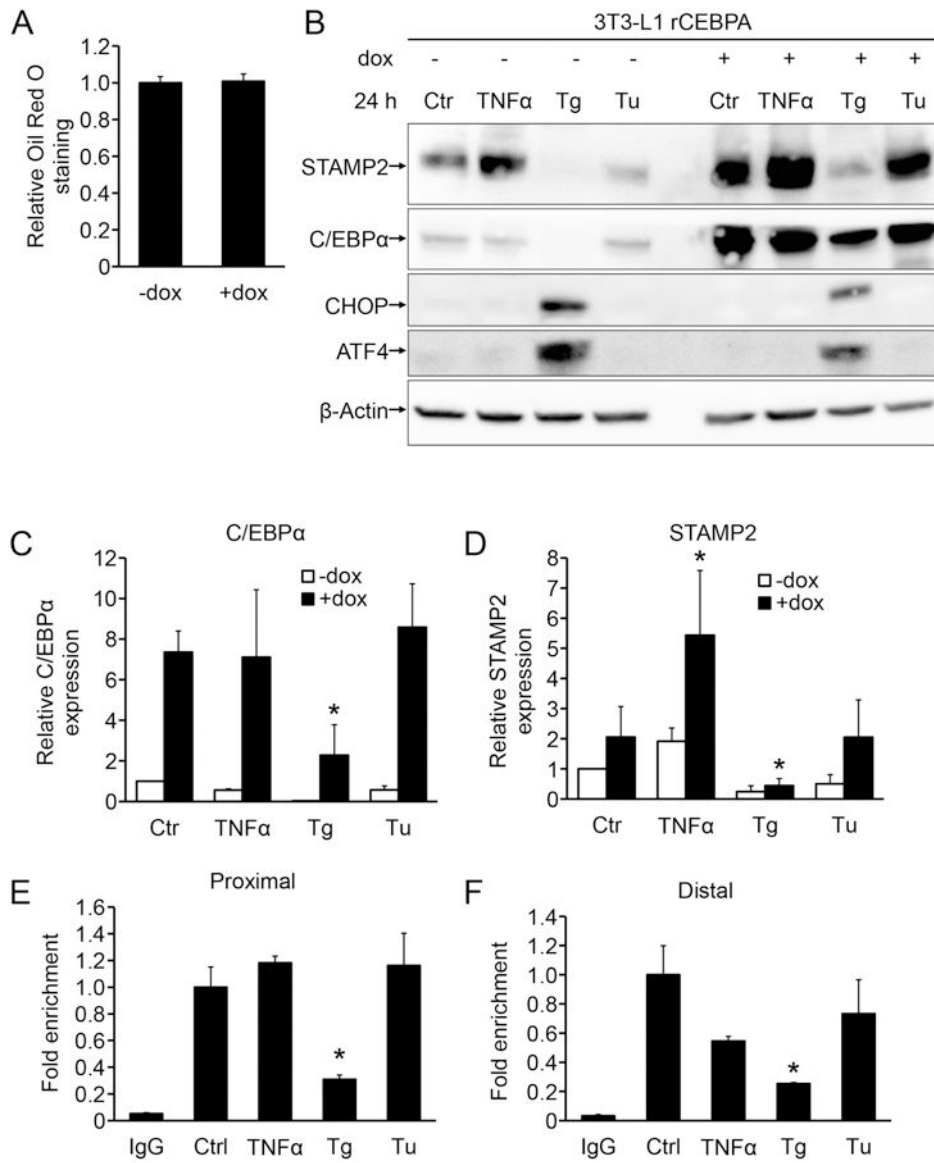 A
Relative Oil Red O
staining
1.2
1.0
0.8
0.6
0.4
0.2
0
-dox +dox
B
3T3-L1 rCEBPA
dox - - - - + + + +
24 h Ctr TNFα Tg Tu Ctr TNFα Tg Tu
STAMP2
C/EBPα
CHOP
ATF4
β-Actin
C
C/EBPα
Relative C/EBPα
expression
12
10
8
6
4
2
0
-dox
+dox
*
Ctr TNFα Tg Tu
D
STAMP2
Relative STAMP2
expression
8
7
6
5
4
3
2
1
0
*
-dox
+dox
*
Ctr TNFα Tg Tu
E
Proximal
Fold enrichment
1.6
1.4
1.2
1.0
0.8
0.6
0.4
0.2
0
*
IgG Ctrl TNFα Tg Tu
F
Distal
Fold enrichment
1.4
1.2
1.0
0.8
0.6
0.4
0.2
0
*
IgG Ctrl TNFα Tg Tu